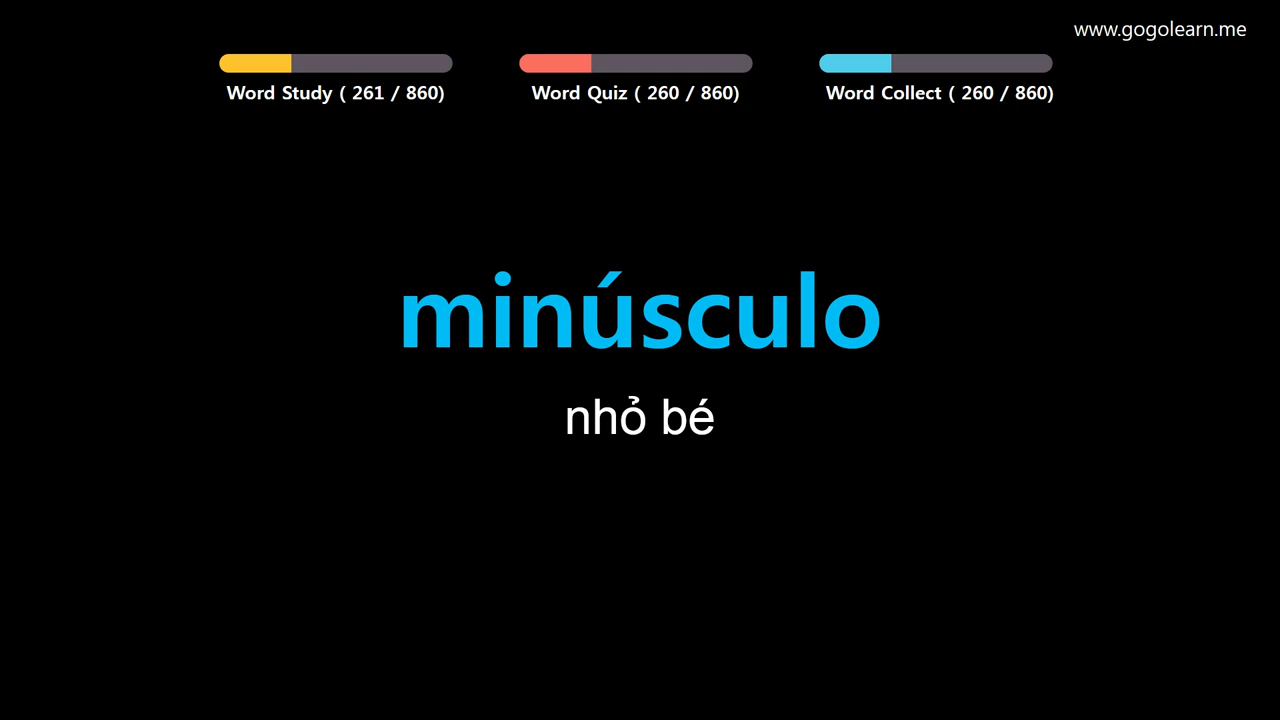 www.gogolearn.me
Word Study ( 261 / 860)
Word Quiz ( 260 / 860)
Word Collect ( 260 / 860)
minúsculo
nhỏ bé